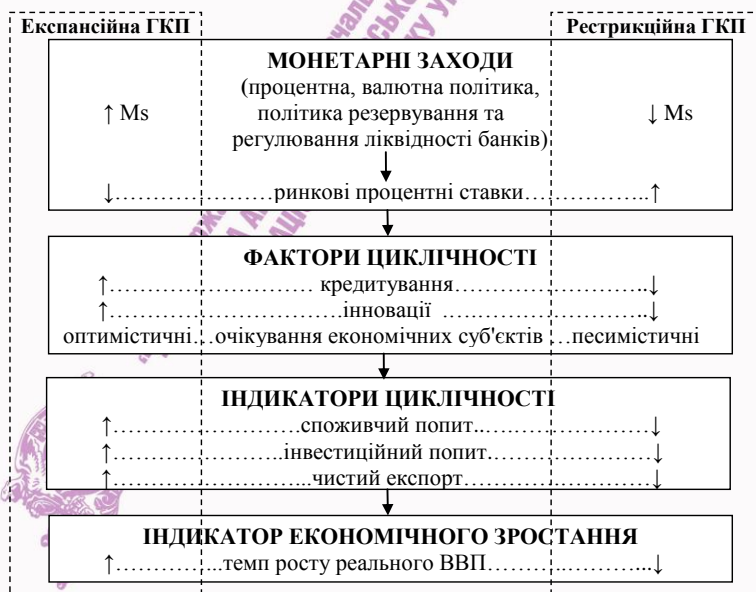 Експансійна ГКП Рестрикційна ГКП
МОНЕТАРНІ ЗАХОДИ
(процентна, валютна політика,
↑ Ms політика резервування та ↓ Ms
регулювання ліквідності банків)
↓……………………ринкові процентні ставки………………..↑
ФАКТОРИ ЦИКЛІЧНОСТІ
↑……………………… кредитування……………………..↓
↑…………………………інновації …………………….↓
оптимістичні…очікування економічних суб'єктів …песимістичні
ІНДИКАТОРИ ЦИКЛІЧНОСТІ
↑……………………споживчий попит..…………………↓
↑…………………інвестиційний попит.…………………↓
↑……………………...чистий експорт……………………↓
ІНДИКАТОР ЕКОНОМІЧНОГО ЗРОСТАННЯ
↑…………...темп росту реального ВВП………..………...↓